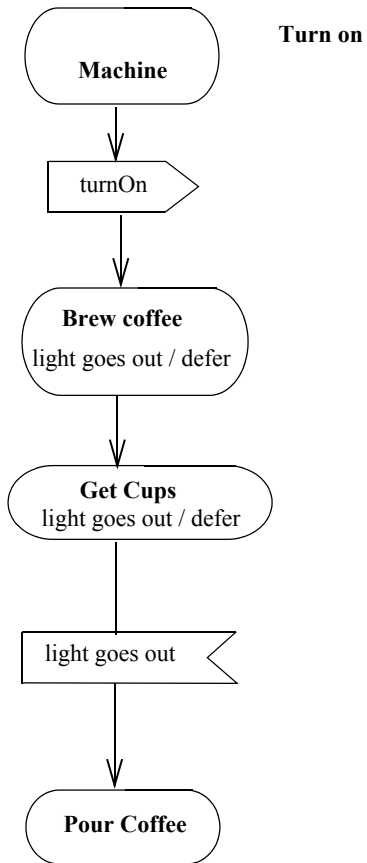 Turn on
Machine
turnOn
Brew coffee
light goes out / defer
Get Cups
light goes out / defer
light goes out
Pour Coffee